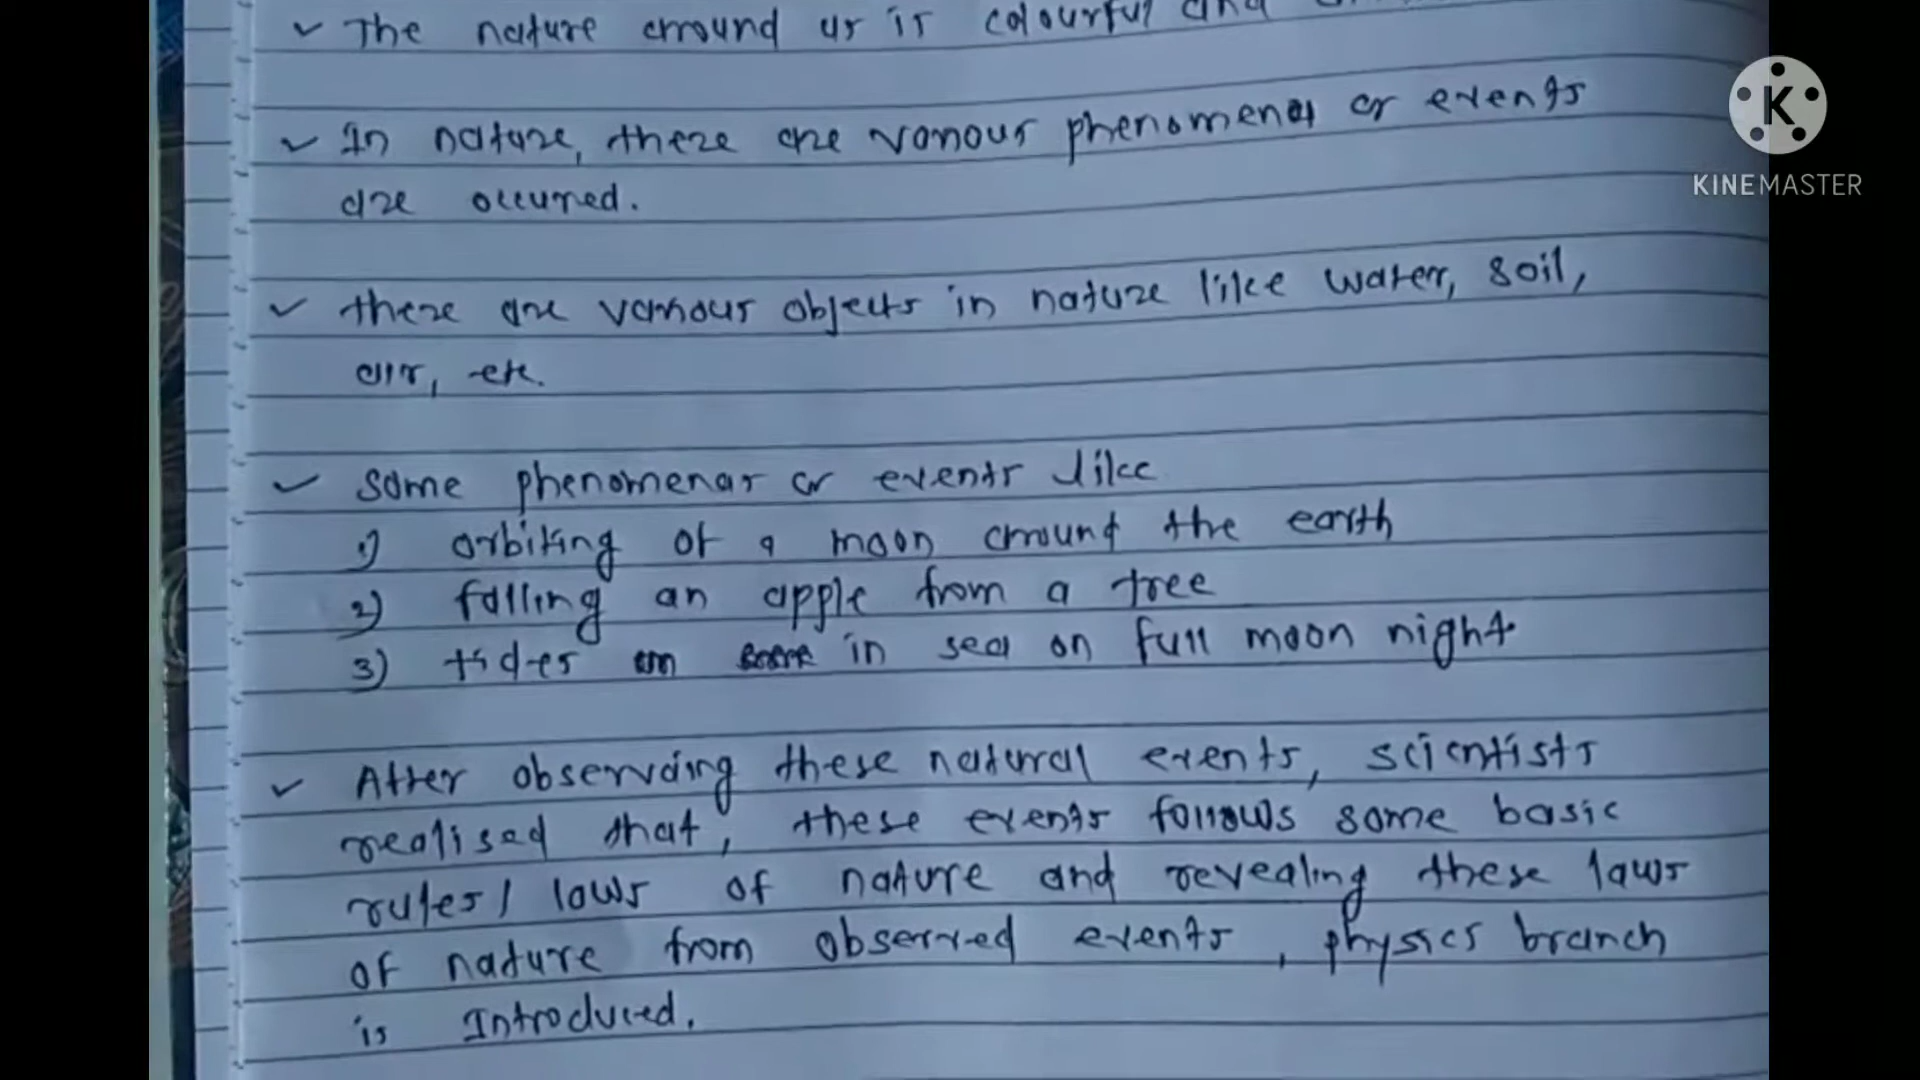 ✓ The nature around us is colourful and
✓ In nature, there are various phenomena or events
are occurred.
✓ there are various objects in nature like water, soil,
air, etc.
✓ Some phenomenas or events like
1) orbiting of a moon around the earth
2) falling an apple from a tree
3) tides in sea on full moon night.
✓ After observing these natural events, scientists
realised that, these events follows some basic
rules/ laws of nature and revealing these laws
of nature from observed events, physics branch
is Introduced.
K
KINEMASTER